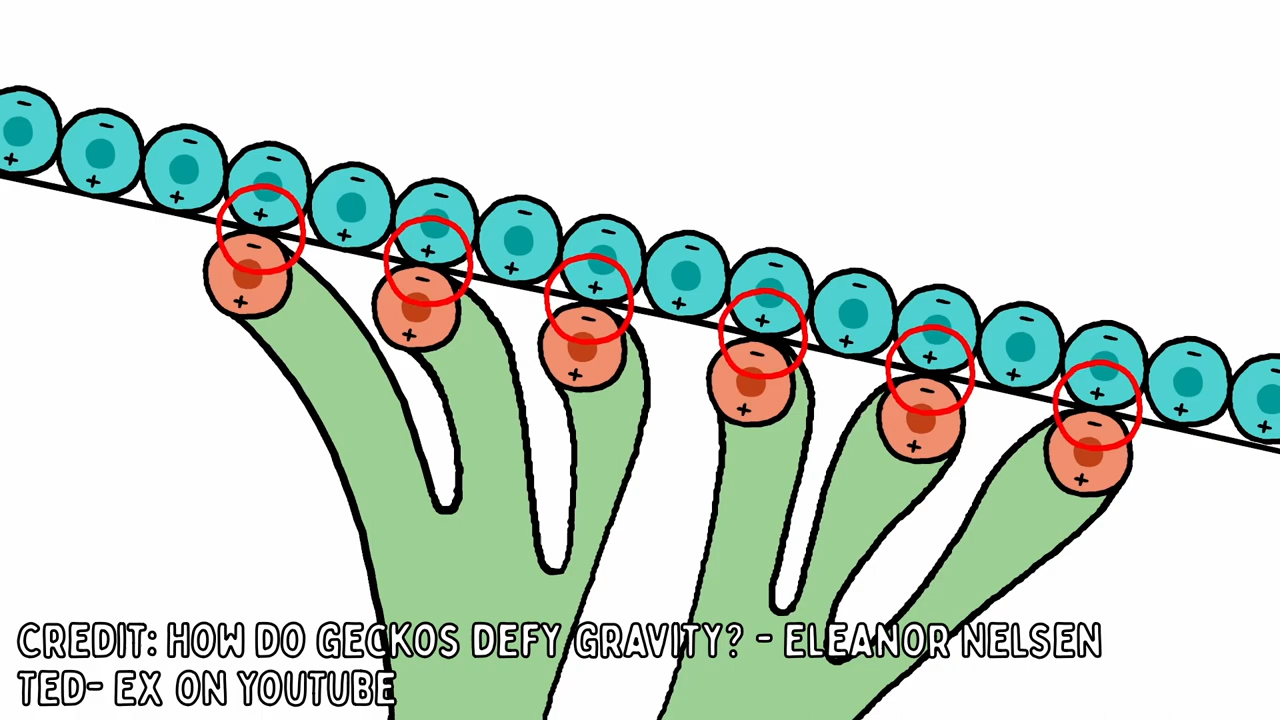 CREDIT: HOW DO GECKOS DEFY GRAVITY? - ELEANOR NELSEN
TED- EX ON YOUTUBE